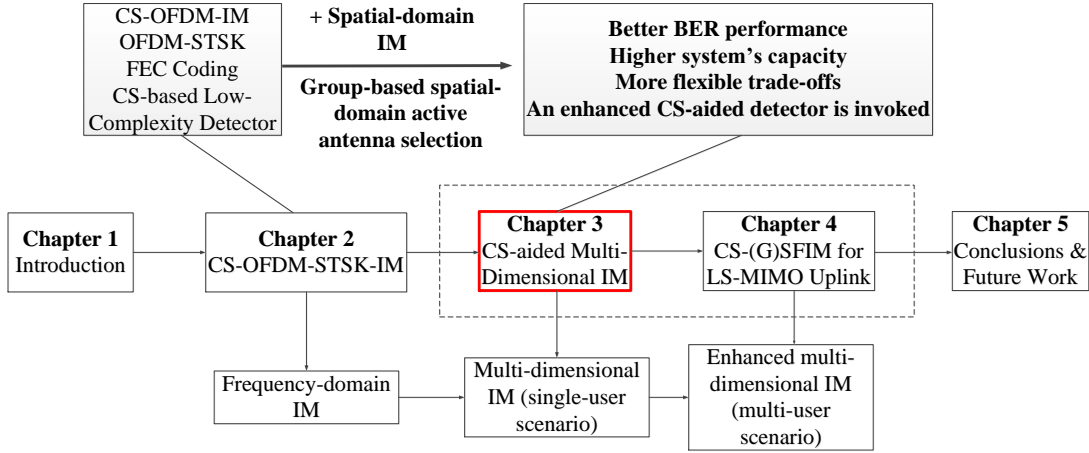 CS-OFDM-IM
OFDM-STSK
FEC Coding
CS-based Low-
Complexity Detector
+ Spatial-domain
IM
Group-based spatial-
domain active
antenna selection
Better BER performance
Higher system's capacity
More flexible trade-offs
An enhanced CS-aided detector is invoked
Chapter 1
Introduction
Chapter 2
CS-OFDM-STSK-IM
Chapter 3
CS-aided Multi-
Dimensional IM
Chapter 4
CS-(G)SFIM for
LS-MIMO Uplink
Chapter 5
Conclusions &
Future Work
Frequency-domain
IM
Multi-dimensional
IM (single-user
scenario)
Enhanced multi-
dimensional IM
(multi-user
scenario)